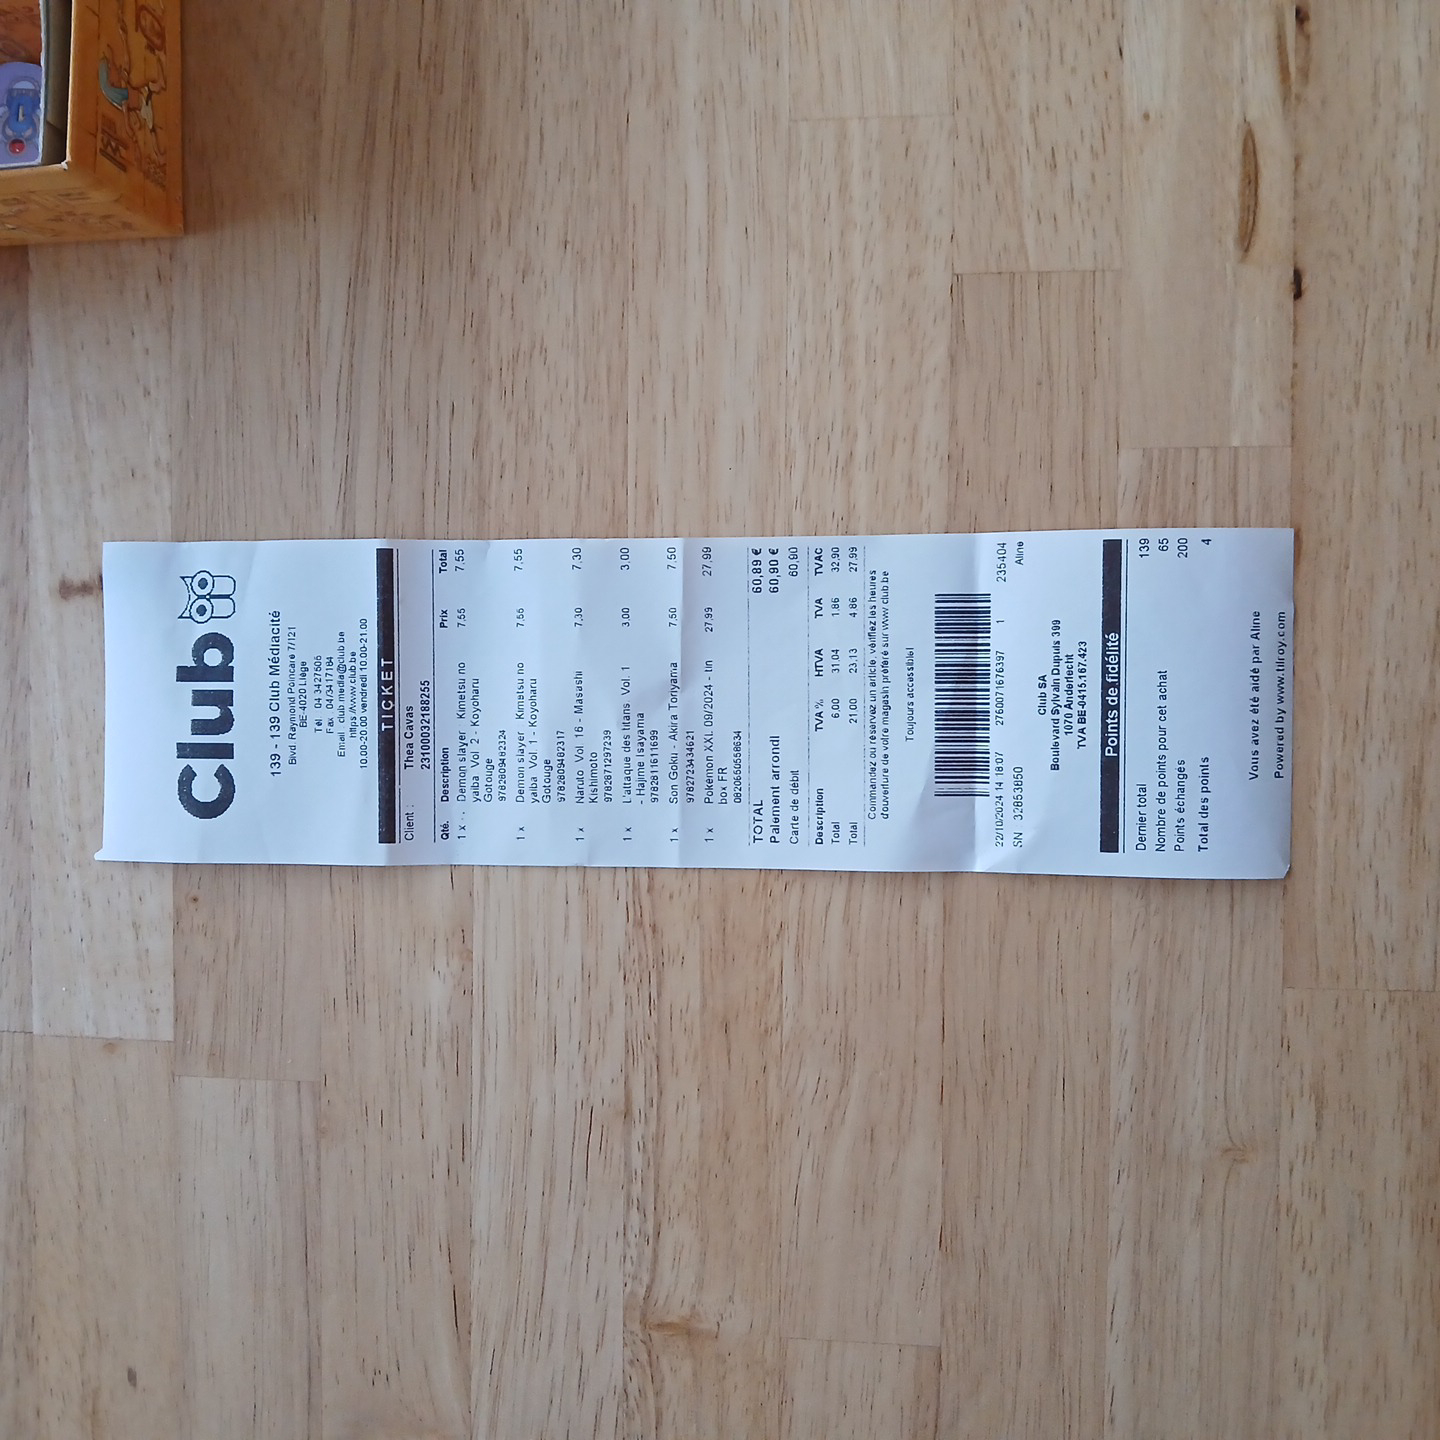 Club
139 - 139 Club Médiacité
Blvd. Raymond Poincaré 7/121
BE-4020 Liège
Tél. 04 3427505
Fax 04/3417184
Email club.media@club.be
https://www.club.be
10.00-20.00 vendredi 10.00-21.00
TICKET
Client : Thea Cavas
23100032188255
Qté. Description Prix Total
1 x Demon slayer Kimetsu no 7,55 7,55
yaiba Vol. 2 - Koyoharu
Gotouge
9782809482324
1 x Demon slayer Kimetsu no 7,55 7,55
yaiba Vol. 1 - Koyoharu
Gotouge
9782809482317
1 x Naruto Vol 16 - Masashi 7,30 7,30
Kishimoto
9782871297239
1 x L'attaque des titans. Vol. 1 3,00 3,00
- Hajime Isayama
9782811611699
1 x Son Goku - Akira Toriyama 7,50 7,50
9782723434621
1 x Pokémon XXL 09/2024 - tin 27,99 27,99
box FR
0820650558634
TOTAL 60,89 €
Paiement arrondi 60,90 €
Carte de débit 60,90
Description TVA % HTVA TVA TVAC
Total 6,00 31,04 1,86 32,90
Total 21,00 23,13 4,86 27,99
Commandez ou réservez un article, vérifiez les heures
d'ouverture de votre magasin préféré sur www.club.be
Toujours accessible!
22/10/2024 14:18:07 2760071676397 1 235404
SN 32853850 Aline
Club SA
Boulevard Sylvain Dupuis 399
1070 Anderlecht
TVA BE-0415.167.423
Points de fidélité
Dernier total 139
Nombre de points pour cet achat 65
Points échangés 200
Total des points 4
Vous avez été aidé par Aline
Powered by www.tilroy.com